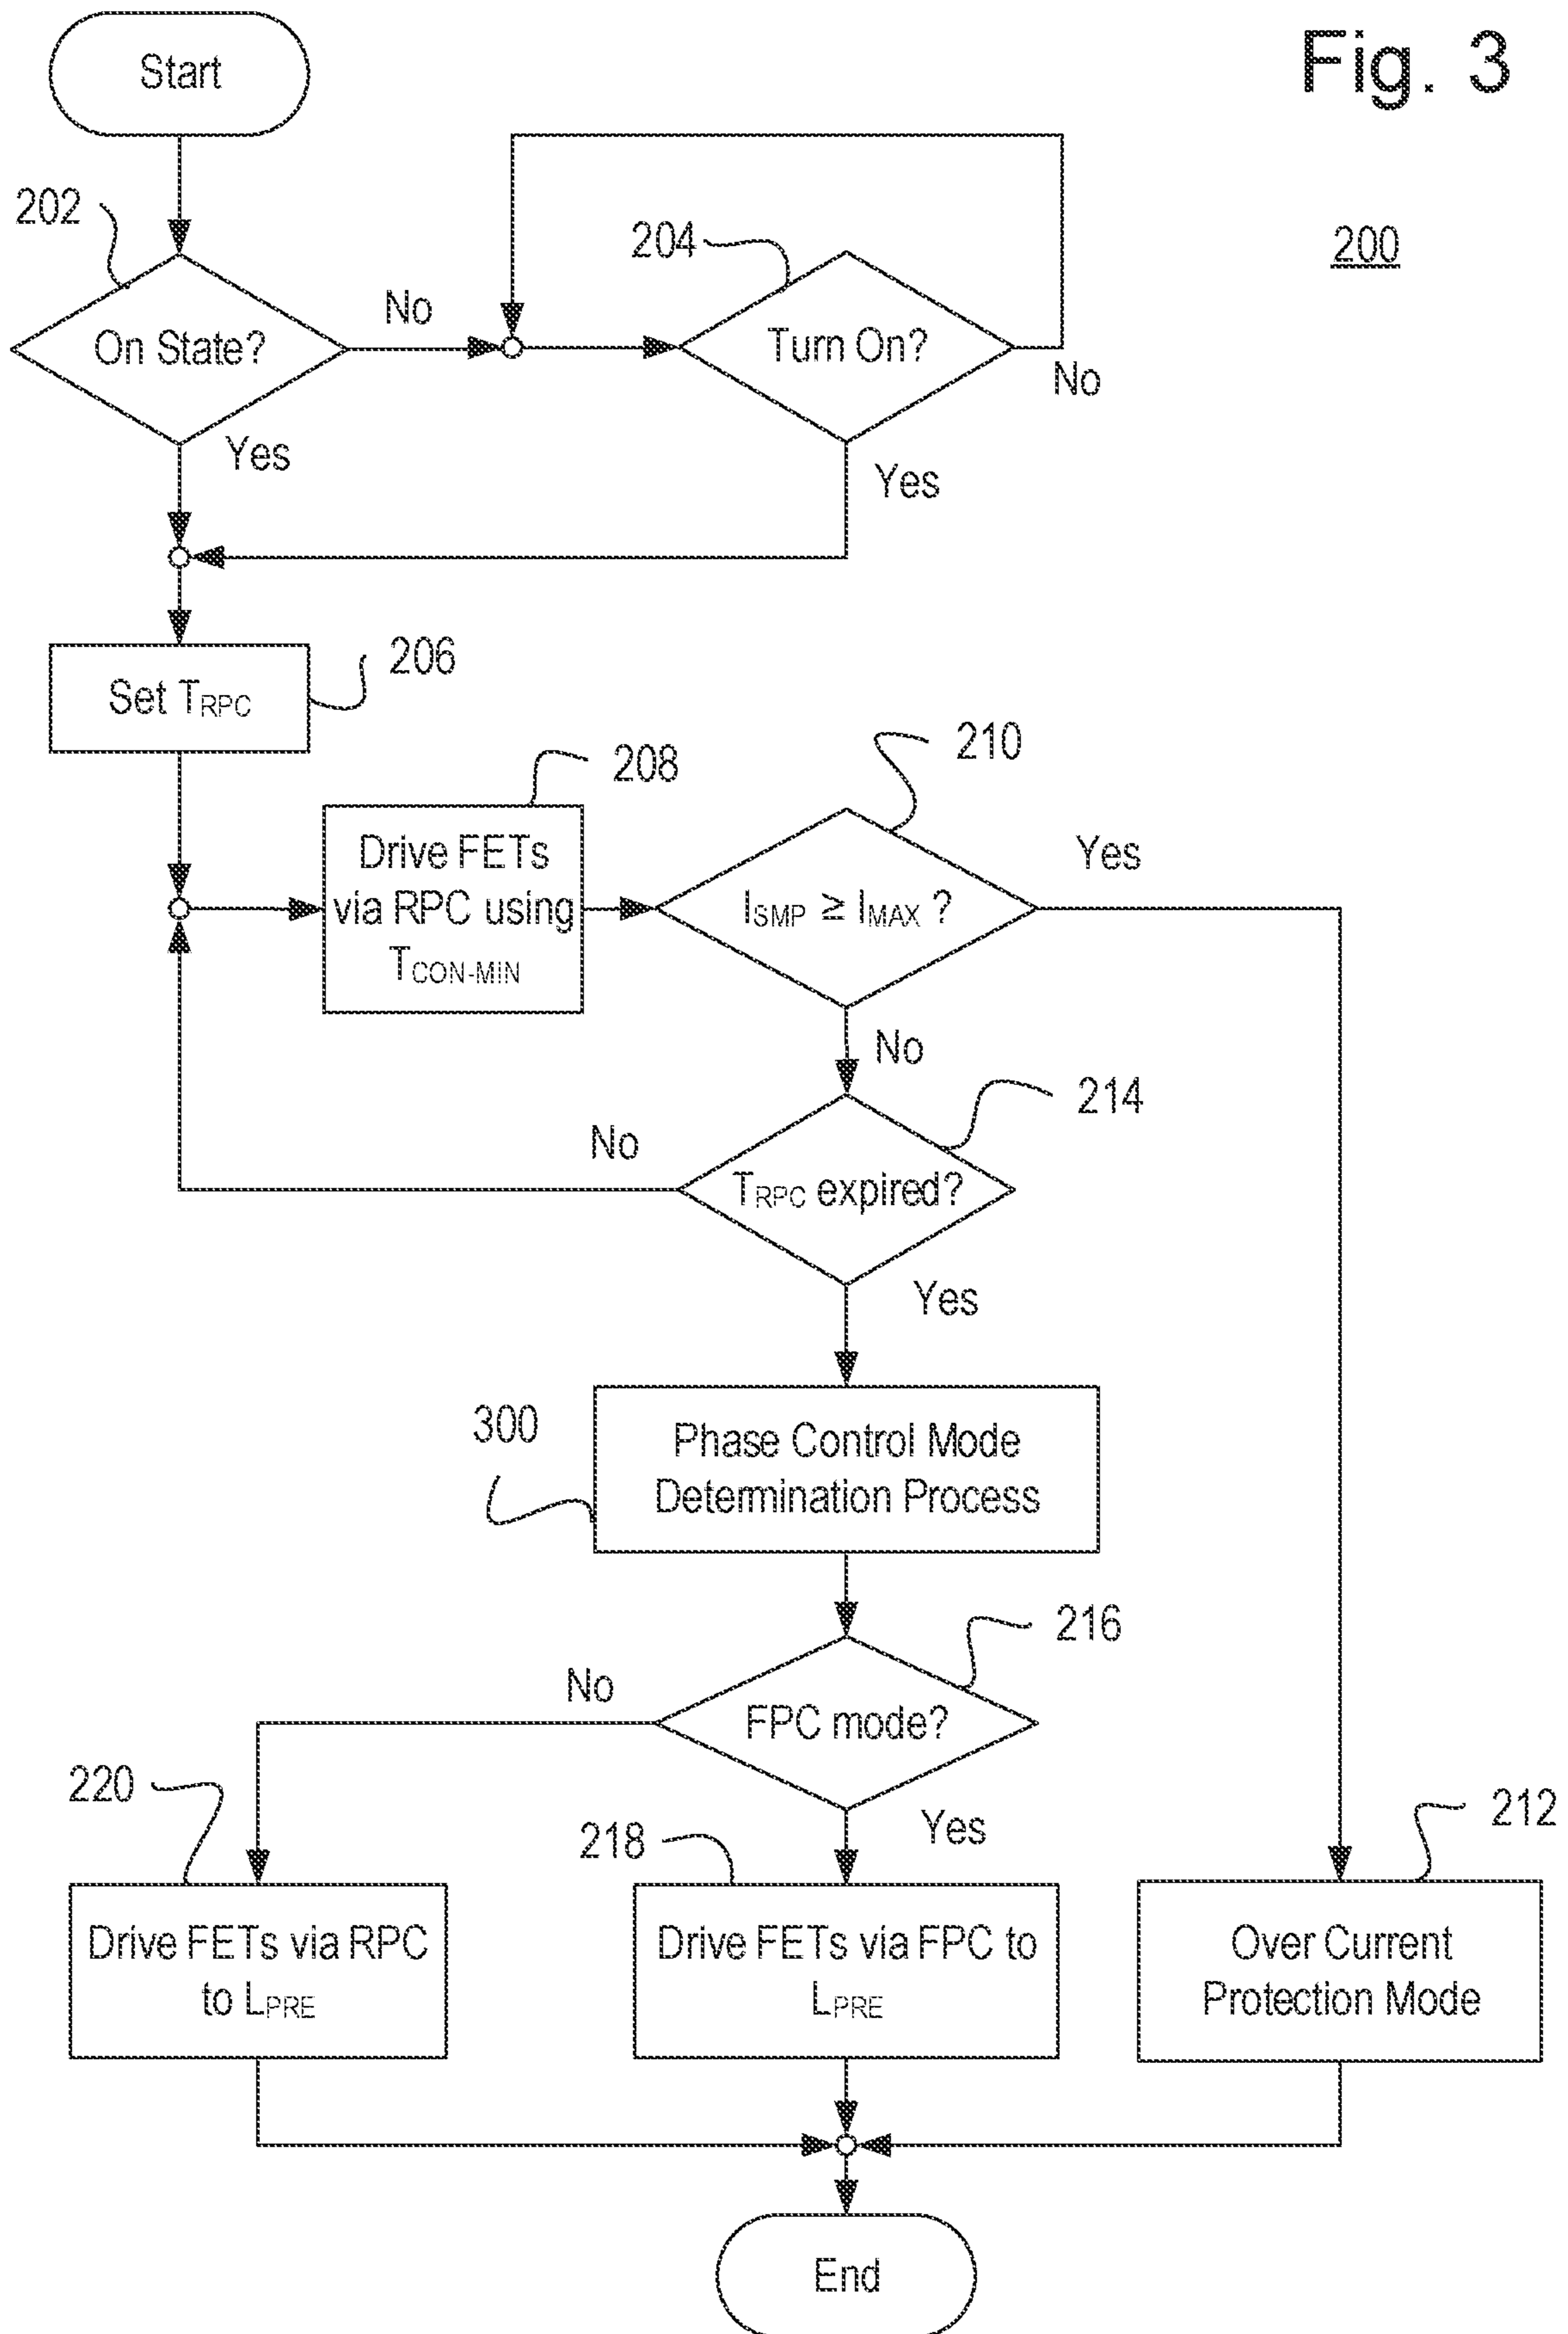 Fig. 3
200
Start
202
On State?
No
204
Turn On?
No
Yes
Yes
206
Set TRPC
208
Drive FETs
via RPC using
TCON-MIN
210
ISMP ≥ IMAX ?
Yes
No
214
TRPC expired?
No
Yes
300
Phase Control Mode
Determination Process
216
FPC mode?
No
Yes
220
Drive FETs via RPC
to LPRE
218
Drive FETs via FPC to
LPRE
212
Over Current
Protection Mode
End